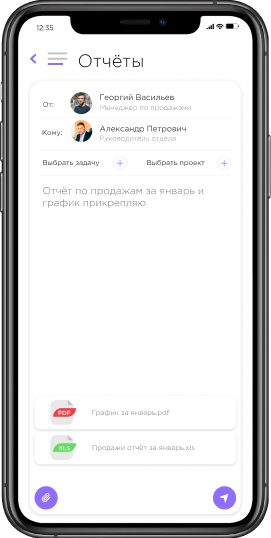 12:35
Отчёты
От:
Георгий Васильев
Менеджер по продажами
Кому:
Александр Петрович
Руководитель отдела
Выбрать задачу
Выбрать проект
Отчёт по продажам за январь и
график прикрепляю
PDF
График за январь.pdf
XLS
Продажи отчёт за январь.xls